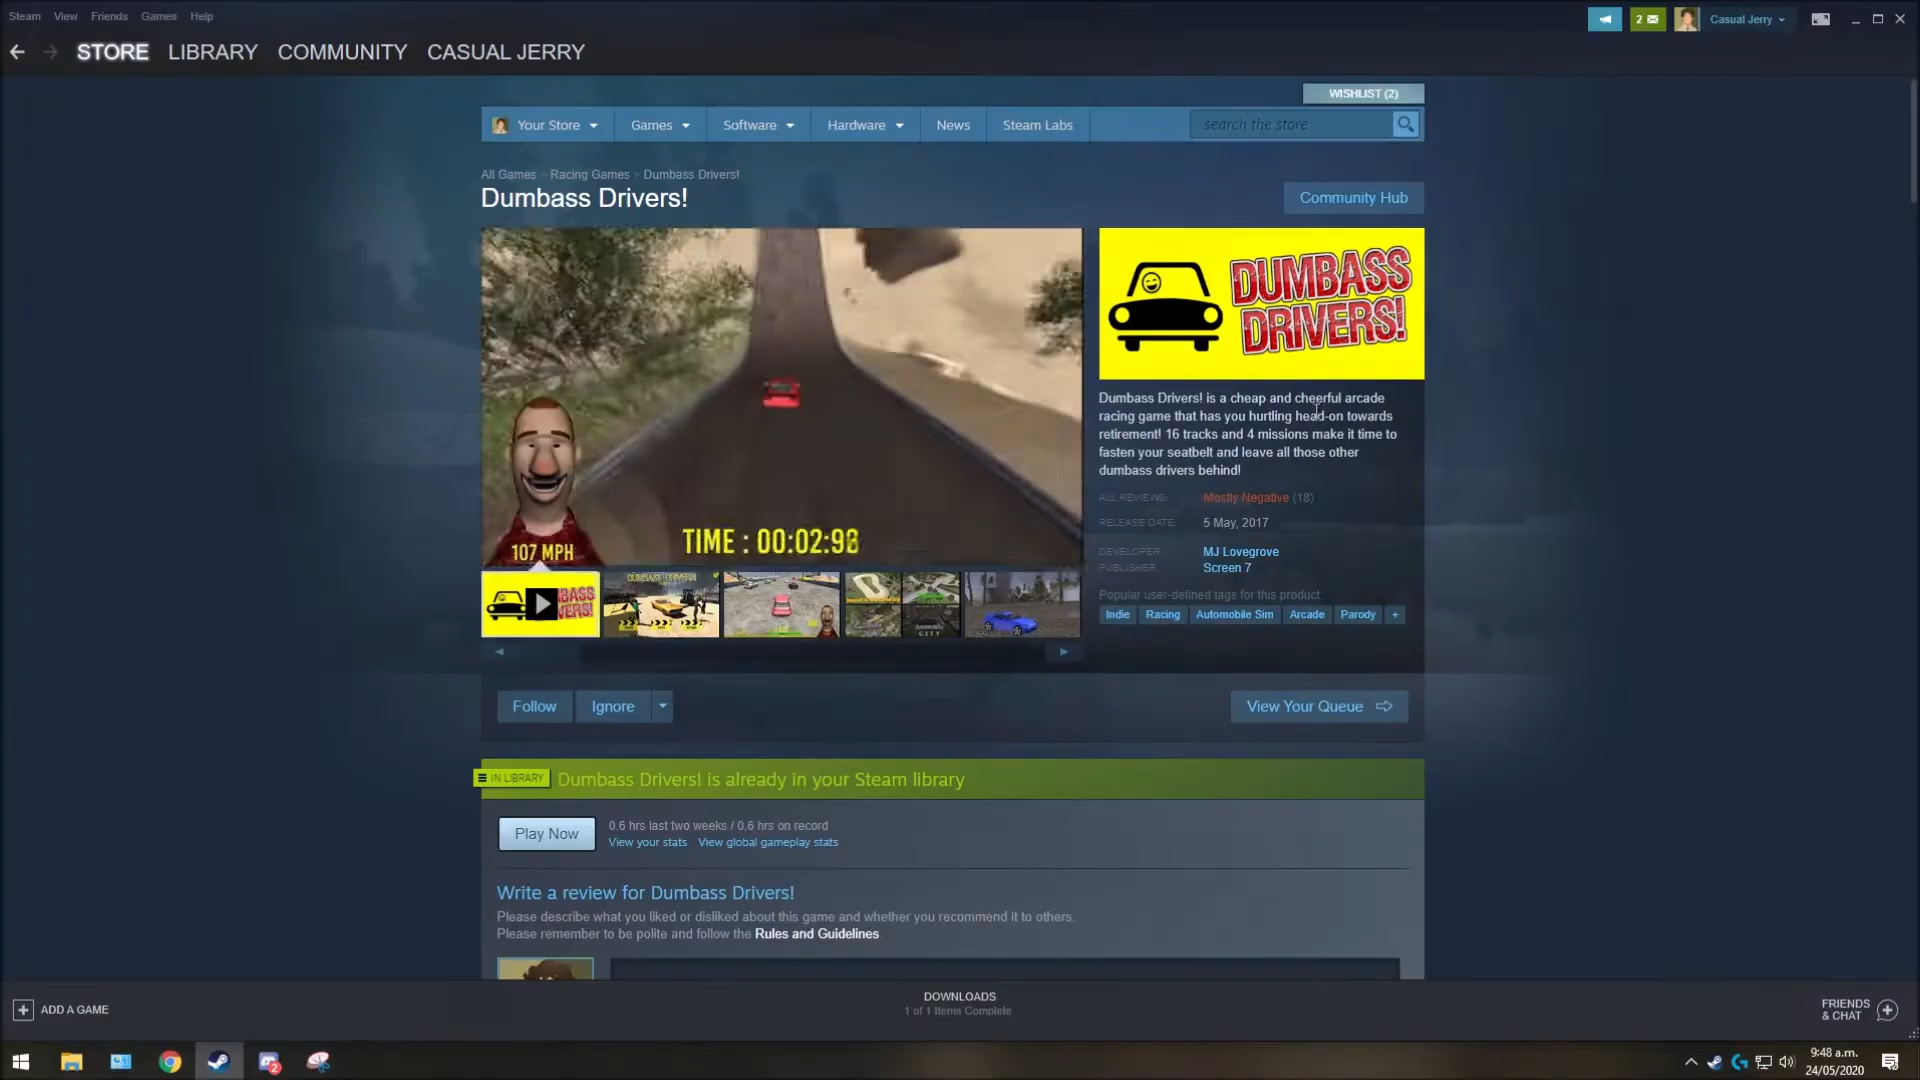 Steam View Friends Games Help
2 Casual Jerry
STORE LIBRARY COMMUNITY CASUAL JERRY
WISHLIST (2)
Your Store Games Software Hardware News Steam Labs search the store
All Games > Racing Games > Dumbass Drivers!
Dumbass Drivers!
Community Hub
107 MPH
TIME : 00:02:98
DUMBASS
DRIVERS!
Dumbass Drivers! is a cheap and cheerful arcade
racing game that has you hurtling head-on towards
retirement! 16 tracks and 4 missions make it time to
fasten your seatbelt and leave all those other
dumbass drivers behind!
ALL REVIEWS: Mostly Negative (18)
RELEASE DATE: 5 May, 2017
DEVELOPER: MJ Lovegrove
PUBLISHER: Screen 7
Popular user-defined tags for this product:
Indie Racing Automobile Sim Arcade Parody +
DUMBASS DRIVERS!
CITY
Follow Ignore View Your Queue
IN LIBRARY Dumbass Drivers! is already in your Steam library
Play Now
0.6 hrs last two weeks / 0.6 hrs on record
View your stats View global gameplay stats
Write a review for Dumbass Drivers!
Please describe what you liked or disliked about this game and whether you recommend it to others.
Please remember to be polite and follow the Rules and Guidelines.
ADD A GAME
DOWNLOADS
1 of 1 Items Complete
FRIENDS
& CHAT
2
9:48 a.m.
24/05/2020